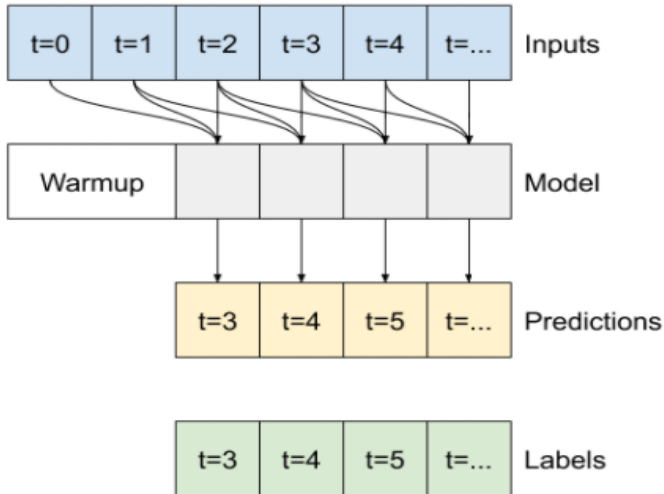 t=0 t=1 t=2 t=3 t=4 t=... Inputs
Warmup Model
t=3 t=4 t=5 t=... Predictions
t=3 t=4 t=5 t=... Labels